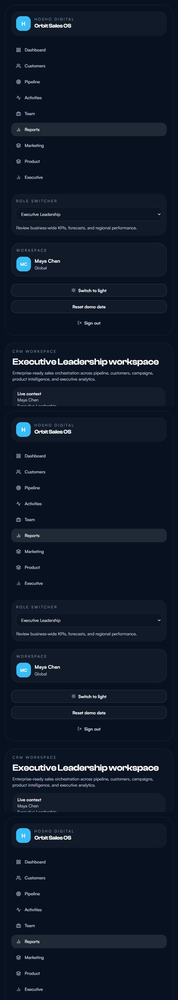 H
HOSHO DIGITAL
Orbit Sales OS
Dashboard
Customers
Pipeline
Activities
Team
Reports
Marketing
Product
Executive
ROLE SWITCHER
Executive Leadership
Review business-wide KPIs, forecasts, and regional performance.
WORKSPACE
MC
Maya Chen
Global
Switch to light
Reset demo data
Sign out
CRM WORKSPACE
Executive Leadership workspace
Enterprise-ready sales orchestration across pipeline, customers, campaigns,
product intelligence, and executive analytics.
Live context
Maya Chen
Executive Leadership
H
HOSHO DIGITAL
Orbit Sales OS
Dashboard
Customers
Pipeline
Activities
Team
Reports
Marketing
Product
Executive
ROLE SWITCHER
Executive Leadership
Review business-wide KPIs, forecasts, and regional performance.
WORKSPACE
MC
Maya Chen
Global
Switch to light
Reset demo data
Sign out
CRM WORKSPACE
Executive Leadership workspace
Enterprise-ready sales orchestration across pipeline, customers, campaigns,
product intelligence, and executive analytics.
Live context
Maya Chen
Executive Leadership
H
HOSHO DIGITAL
Orbit Sales OS
Dashboard
Customers
Pipeline
Activities
Team
Reports
Marketing
Product
Executive